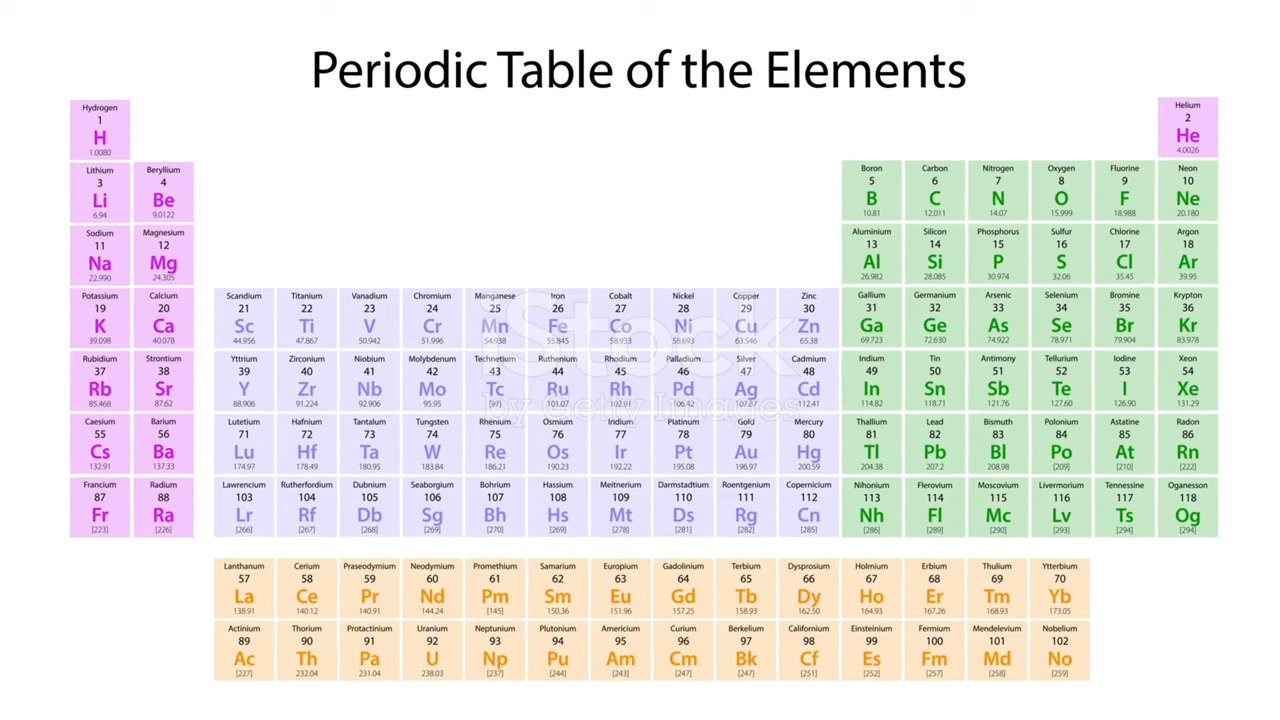 Periodic Table of the Elements
Hydrogen Helium
1 2
H He
1.0080 4.0026
Lithium Beryllium Boron Carbon Nitrogen Oxygen Fluorine Neon
3 4 5 6 7 8 9 10
Li Be B C N O F Ne
6.94 9.0122 10.81 12.011 14.07 15.999 18.988 20.180
Sodium Magnesium Aluminium Silicon Phosphorus Sulfur Chlorine Argon
11 12 13 14 15 16 17 18
Na Mg Al Si P S Cl Ar
22.990 24.305 26.982 28.085 30.974 32.06 35.45 39.95
Potassium Calcium Scandium Titanium Vanadium Chromium Manganese Iron Cobalt Nickel Copper Zinc Gallium Germanium Arsenic Selenium Bromine Krypton
19 20 21 22 23 24 25 26 27 28 29 30 31 32 33 34 35 36
K Ca Sc Ti V Cr Mn Fe Co Ni Cu Zn Ga Ge As Se Br Kr
39.098 40.078 44.956 47.867 50.942 51.996 54.938 55.845 58.933 58.693 63.546 65.38 69.723 72.630 74.922 78.971 79.904 83.978
iStock
Rubidium Strontium Yttrium Zirconium Niobium Molybdenum Technetium Ruthenium Rhodium Palladium Silver Cadmium Indium Tin Antimony Tellurium Iodine Xeon
37 38 39 40 41 42 43 44 45 46 47 48 49 50 51 52 53 54
Rb Sr Y Zr Nb Mo Tc Ru Rh Pd Ag Cd In Sn Sb Te I Xe
85.468 87.62 88.906 91.224 92.906 95.95 [97] 101.07 102.91 106.42 107.87 112.41 114.82 118.71 121.76 127.60 126.90 131.29
by Getty Images
Caesium Barium Lutetium Hafnium Tantalum Tungsten Rhenium Osmium Iridium Platinum Gold Mercury Thallium Lead Bismuth Polonium Astatine Radon
55 56 71 72 73 74 75 76 77 78 79 80 81 82 83 84 85 86
Cs Ba Lu Hf Ta W Re Os Ir Pt Au Hg Tl Pb Bl Po At Rn
132.91 137.33 174.97 178.49 180.95 183.84 186.21 190.23 192.22 195.08 196.97 200.59 204.38 207.2 208.98 [209] [210] [222]
Francium Radium Lawrencium Rutherfordium Dubnium Seaborgium Bohrium Hassium Meitnerium Darmstadtium Roentgenium Copernicium Nihonium Flerovium Moscovium Livermorium Tennessine Oganesson
87 88 103 104 105 106 107 108 109 110 111 112 113 114 115 116 117 118
Fr Ra Lr Rf Db Sg Bh Hs Mt Ds Rg Cn Nh Fl Mc Lv Ts Og
[223] [226] [266] [267] [268] [269] [270] [269] [278] [281] [282] [285] [286] [289] [290] [293] [294] [294]
Lanthanum Cerium Praseodymium Neodymium Promethium Samarium Europium Gadolinium Terbium Dysprosium Holmium Erbium Thulium Ytterbium
57 58 59 60 61 62 63 64 65 66 67 68 69 70
La Ce Pr Nd Pm Sm Eu Gd Tb Dy Ho Er Tm Yb
138.91 140.12 140.91 144.24 [145] 150.36 151.96 157.25 158.93 162.50 164.93 167.26 168.93 173.05
Actinium Thorium Protactinium Uranium Neptunium Plutonium Americium Curium Berkelium Californium Einsteinium Fermium Mendelevium Nobelium
89 90 91 92 93 94 95 96 97 98 99 100 101 102
Ac Th Pa U Np Pu Am Cm Bk Cf Es Fm Md No
[227] 232.04 231.04 238.03 [237] [244] [243] [247] [247] [251] [252] [257] [258] [259]